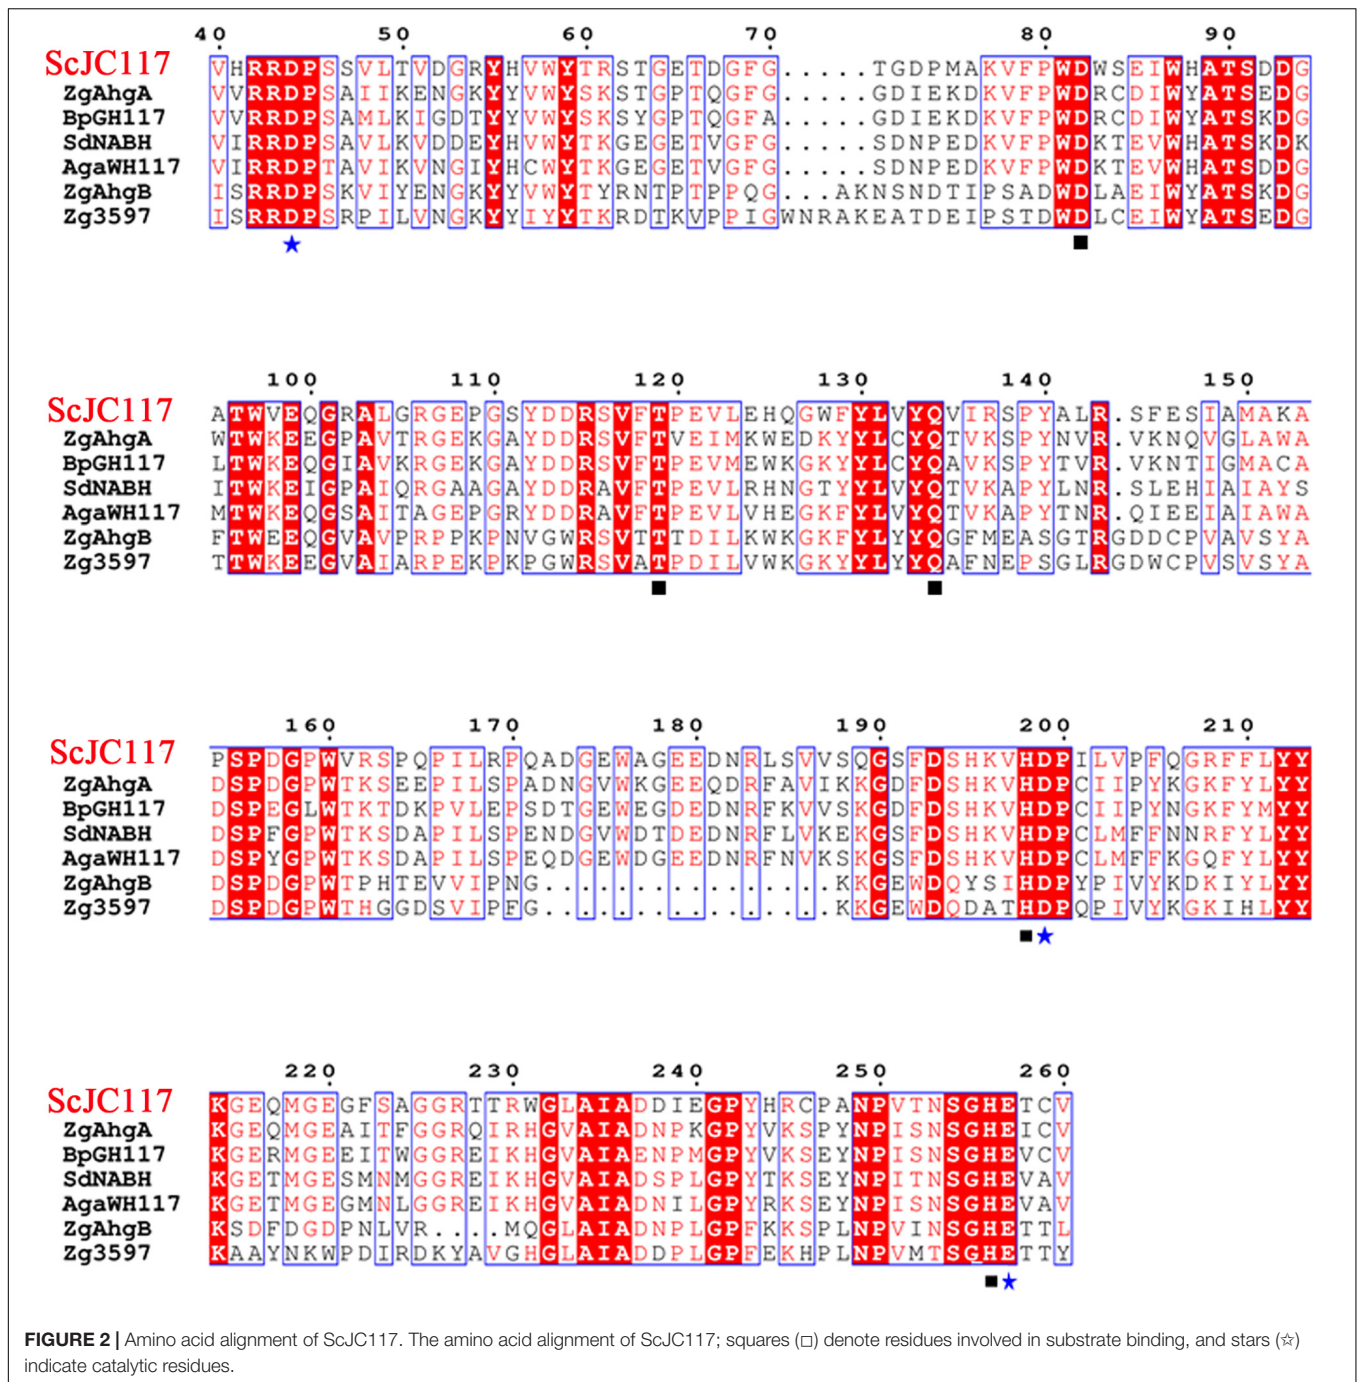 40 50 60 70 80 90
ScJC117 VHRRDPSSVLTVDGRYHVWYTRSTGETDGFG.....TGDPMAKVFPWDWSEIWHATSDDG
ZgAhgA VVRRDPSAIIKENGKYYVWYSKSTGPTQGFG.....GDIEKDKVFPWDRCDIWYATSEDG
BpGH117 VVRRDPSAMLKIGDTYYVWYSKSYGPTQGFA.....GDIEKDKVFPWDRCDIWYATSKDG
SdNABH VIRRDPSAVLKVDDEYHVWYTKGEGETVGFG.....SDNPEDKVFPWDKTEVWHATSKDK
AgaWH117 VIRRDPTAVIKVNGIYHCWYTKGEGETVGFG.....SDNPEDKVFPWDKTEVWHATSDDG
ZgAhgB ISRRDPSKVIYENGKYYVWYTYRNTPTPPQG...AKNSNDTIPSADWDLAEIWYATSKDG
Zg3597 ISRRDPSRPILVNGKYYIYYTKRDTKVPPIGWNRAKEATDEIPSTDWDLCEIWYATSEDG
★ ■
100 110 120 130 140 150
ScJC117 ATWVEQGRALGRGEPGSYDDRSVFTPEVLEHQGWFYLVYQVIRSPYALR.SFESIAMAKA
ZgAhgA WTWKEEGPAVTRGEKGAYDDRSVFTVEIMKWEDKYYLCYQTVKSPYNVR.VKNQVGLAWA
BpGH117 LTWKEQGIAVKRGEKGAYDDRSVFTPEVMEWKGKYYLCYQAVKSPYTVR.VKNTIGMACA
SdNABH ITWKEIGPAIQRGAAGAYDDRAVFTPEVLRHNGTYYLVYQTVKAPYLNR.SLEHIAIAYS
AgaWH117 MTWKEQGSAITAGEPGRYDDRAVFTPEVLVHEGKFYLVYQTVKAPYTNR.QIEEIAIAWA
ZgAhgB FTWEEQGVAVPRPPKPNVGWRSVTTTDILKWKGKYYLYYQGFMEASGTRGDDCPVAVSYA
Zg3597 TTWKEEGVAIARPEKPKPGWRSVATPDILVWKGKYYLYYQAFNEPSGLRGDWCPVSVSYA
■ ■
160 170 180 190 200 210
ScJC117 PSPDGPWVRSPQPILRPQADGEWAGEEDNRLSVVSQGSFDSHKVHDPILVPFQGRFFLYY
ZgAhgA DSPDGPWTKSEEPILSPADNGVWKGEEQDRFAVIKKGDFDSHKVHDPCIIPYKGKFYLYY
BpGH117 DSPEGLWTKTDKPVLEPSDTGEWEGDEDNRFKVVSKGDFDSHKVHDPCIIPYNGKFYMYY
SdNABH DSPFGPWTKSDAPILSPENDGVWDTDEDNRFLVKEKGSFDSHKVHDPCLMFFNNRFYLYY
AgaWH117 DSPYGPWTKSDAPILSPEQDGEWDGEEDNRFNVKSKGSFDSHKVHDPCLMFFKGQFYLYY
ZgAhgB DSPDGPWTPHTEVVIPNG................KKGEWDQYSIHDPYPIVYKDKIYLYY
Zg3597 DSPDGPWTHGGDSVIPFG................KKGEWDQDATHDPQPIVYKGKIHLYY
■ ★
220 230 240 250 260
ScJC117 KGEQMGEGFSAGGRTTRWGLAIADDIEGPYHRCPANPVTNSGHETCV
ZgAhgA KGEQMGEAITFGGRQIRHGVAIADNPKGPYVKSPYNPISNSGHEICV
BpGH117 KGERMGEEITWGGREIKHGVAIAENPMGPYVKSEYNPISNSGHEVCV
SdNABH KGETMGESMNMGGREIKHGVAIADSPLGPYTKSEYNPITNSGHEVAV
AgaWH117 KGETMGEGMNLGGREIKHGVAIADNILGPYRKSEYNPISNSGHEVAV
ZgAhgB KSDFDGDPNLVR....MQGLAIADNPLGPFKKSPLNPVINSGHETTL
Zg3597 KAAYNKWPDIRDKYAVGHGLAIADDPLGPFEKHPLNPVMTSGHETTY
■ ★
FIGURE 2 | Amino acid alignment of ScJC117. The amino acid alignment of ScJC117; squares (□) denote residues involved in substrate binding, and stars (☆)
indicate catalytic residues.